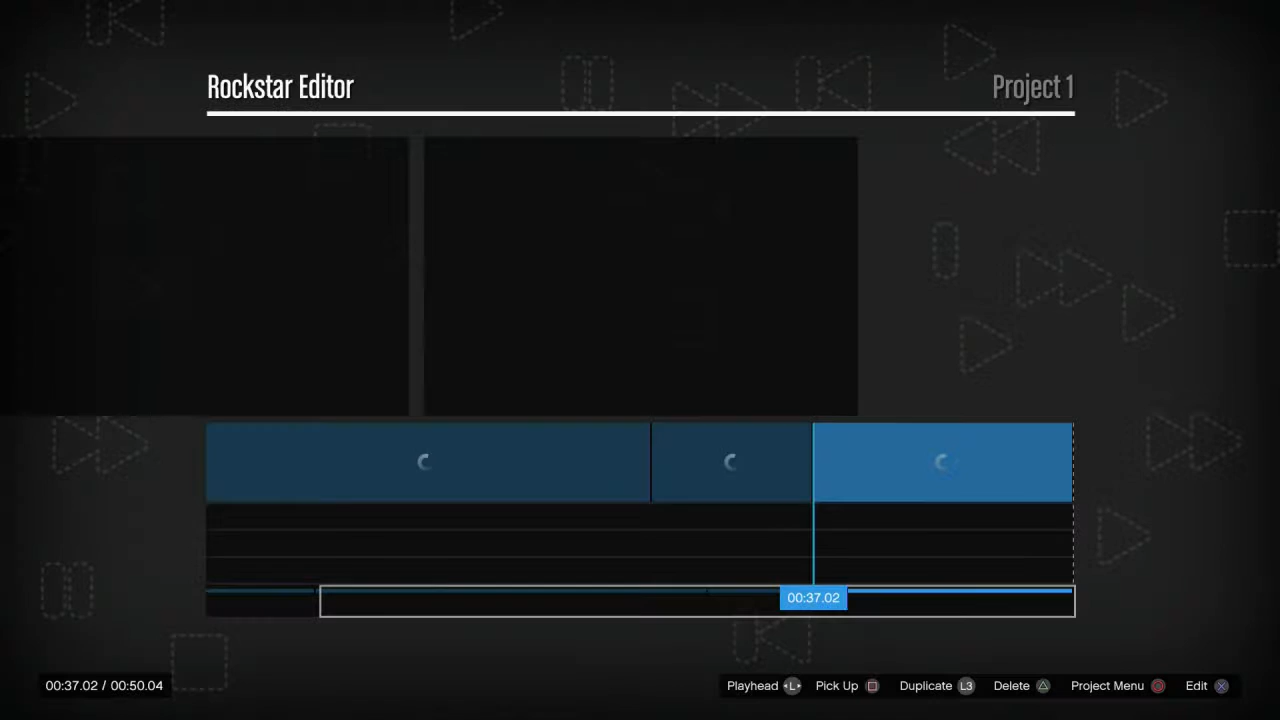 Rockstar Editor
Project 1
00:37.02
00:37.02 / 00:50.04
Playhead L Pick Up Duplicate L3 Delete Project Menu Edit